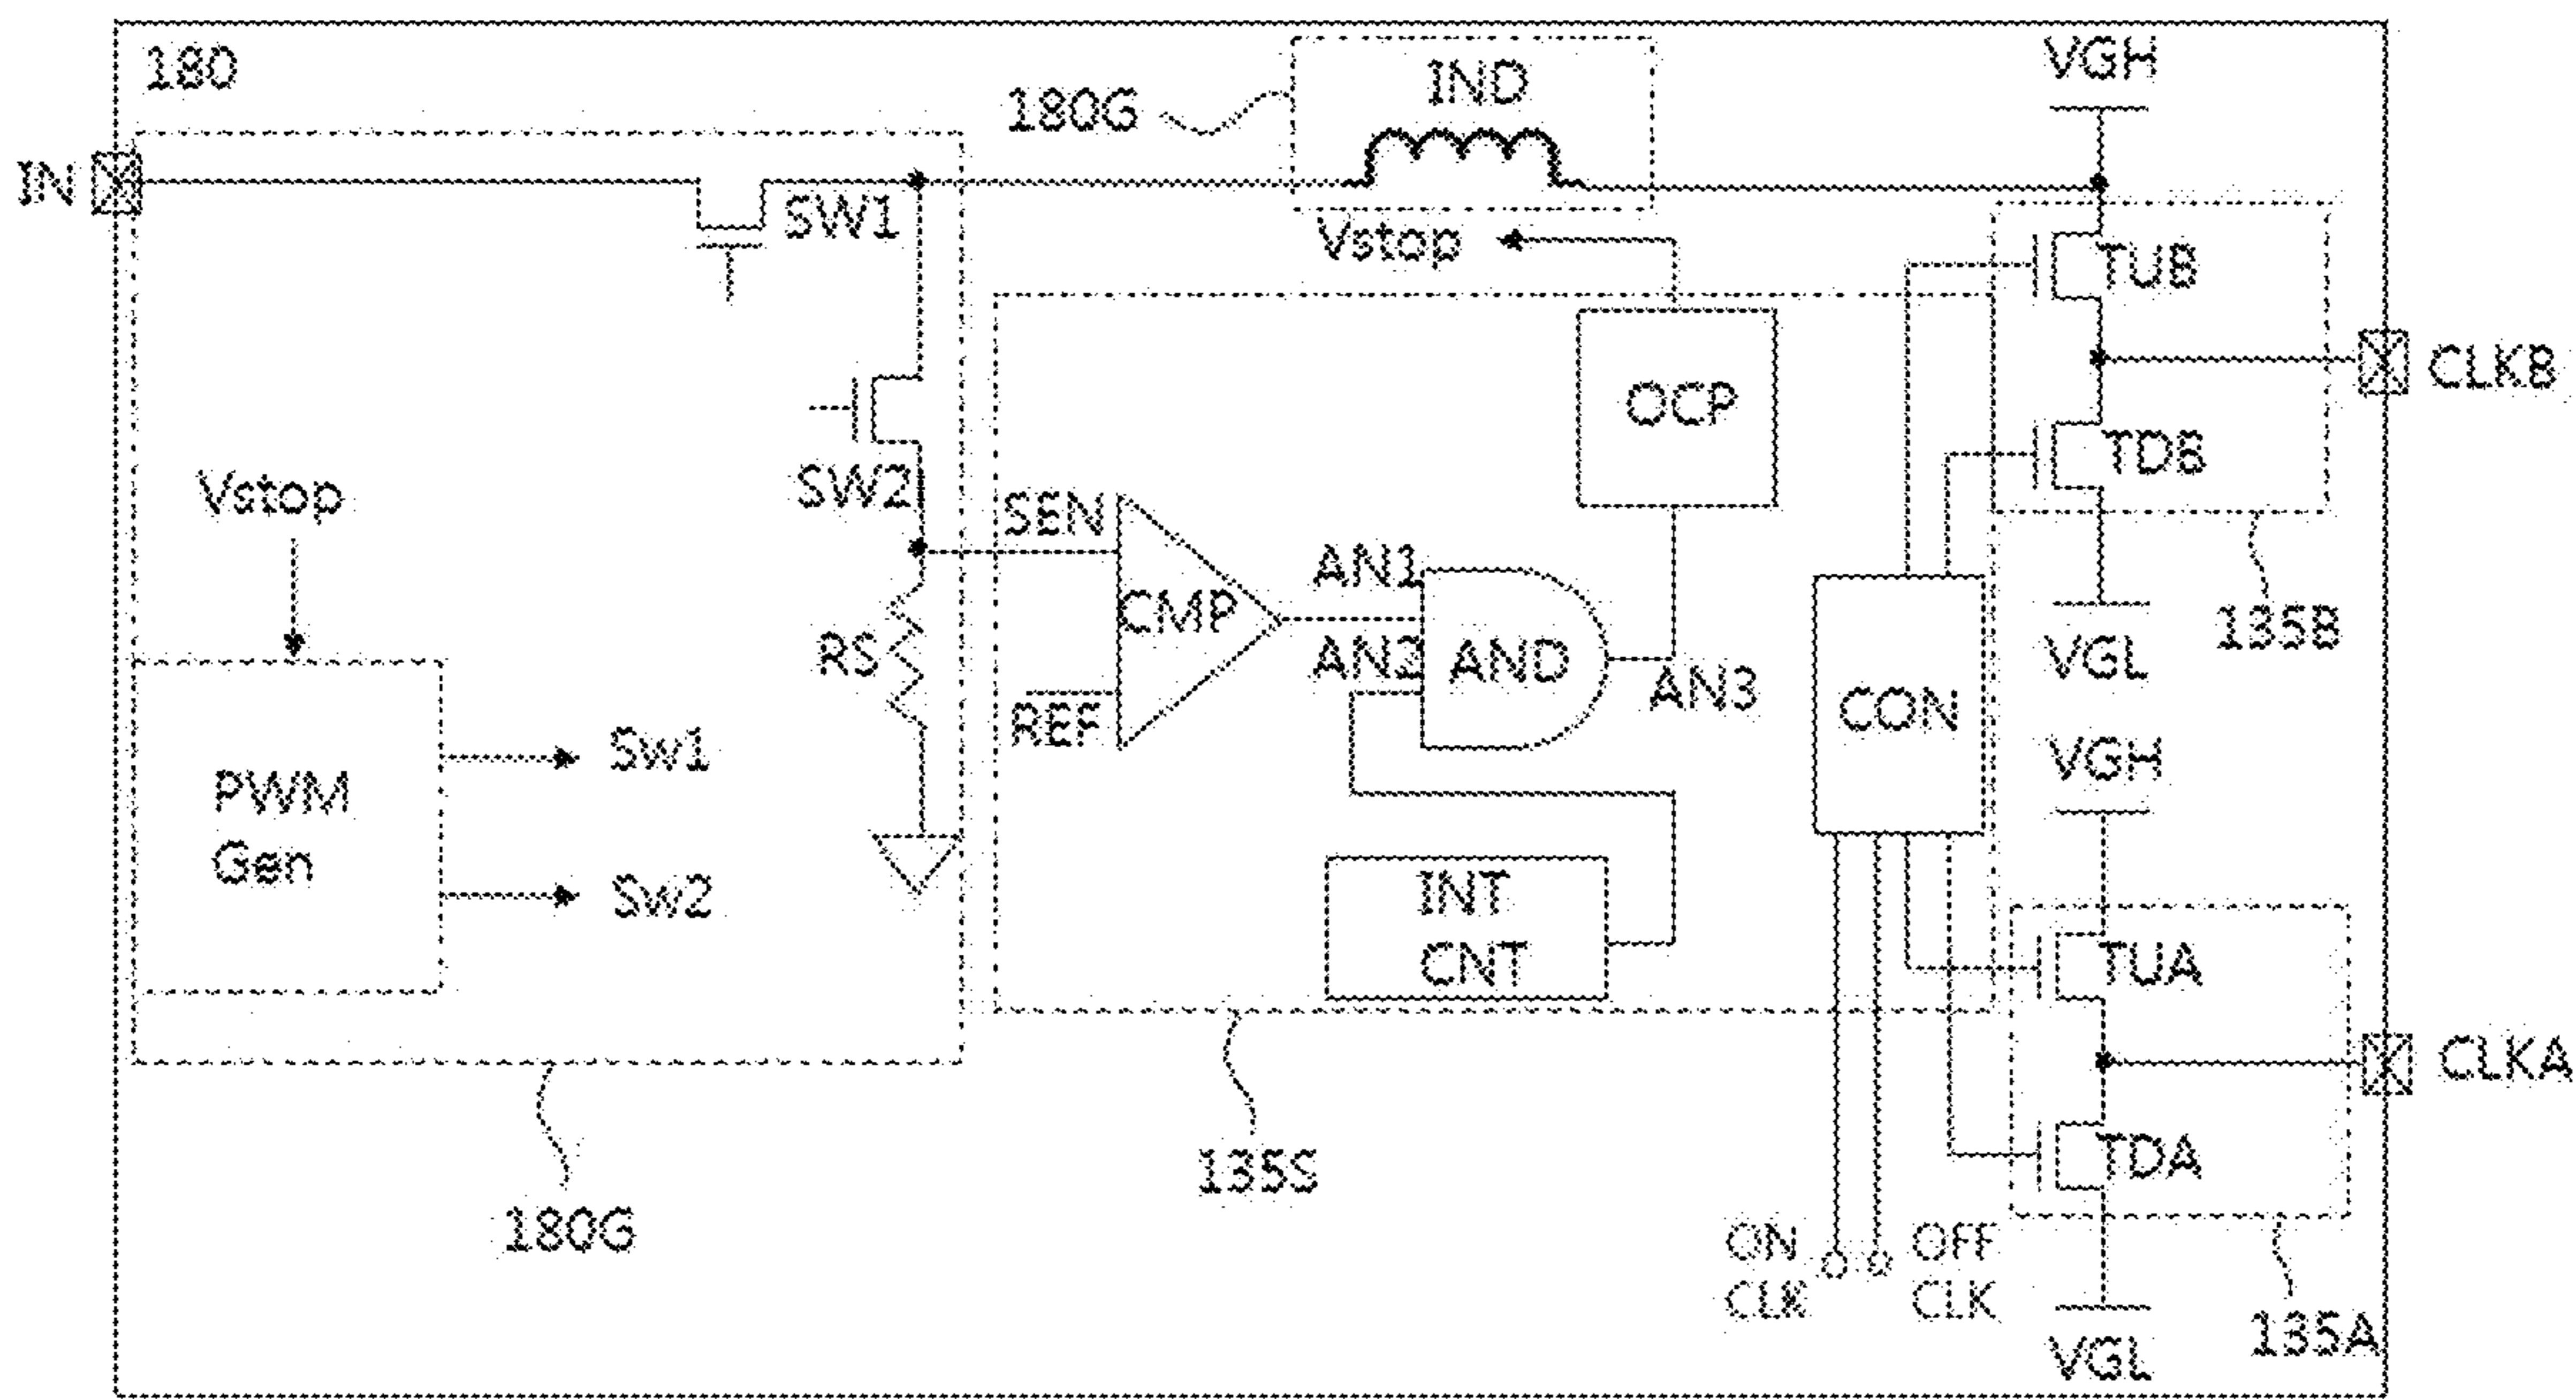 180
IND
VGH
180G
IN
SW1
Vstop
TUB
CLKB
OCP
TDB
SW2
Vstop
SEN
AN1
CMP
135B
RS
AN2
AND
VGL
AN3
REF
CON
Sw1
VGH
PWM
Gen
Sw2
INT
CNT
TUA
CLKA
135S
TDA
180G
ON
CLK
OFF
CLK
135A
VGL